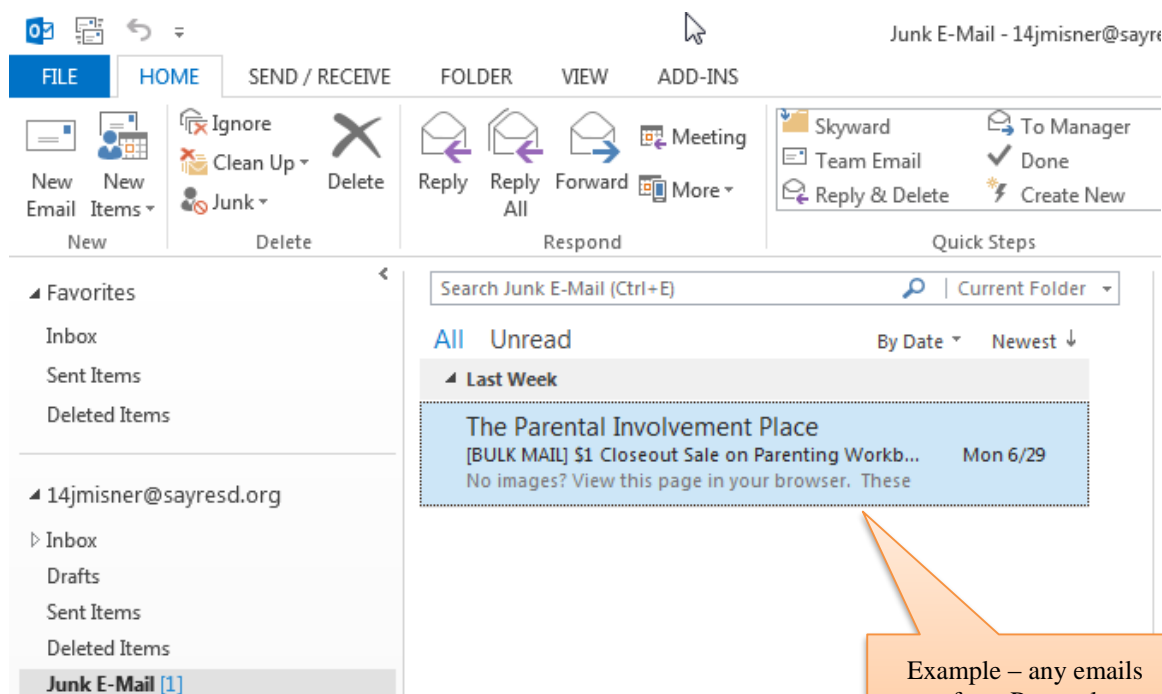 Junk E-Mail - 14jmisner@sayre
FILE HOME SEND / RECEIVE FOLDER VIEW ADD-INS
New Email
New Items
New
Ignore
Clean Up
Junk
Delete
Delete
Reply
Reply All
Forward
Meeting
More
Respond
Skyward
Team Email
Reply & Delete
To Manager
Done
Create New
Quick Steps
Favorites
Inbox
Sent Items
Deleted Items
14jmisner@sayresd.org
Inbox
Drafts
Sent Items
Deleted Items
Junk E-Mail [1]
Search Junk E-Mail (Ctrl+E) Current Folder
All Unread By Date Newest
Last Week
The Parental Involvement Place
[BULK MAIL] $1 Closeout Sale on Parenting Workb... Mon 6/29
No images? View this page in your browser. These
Example – any emails